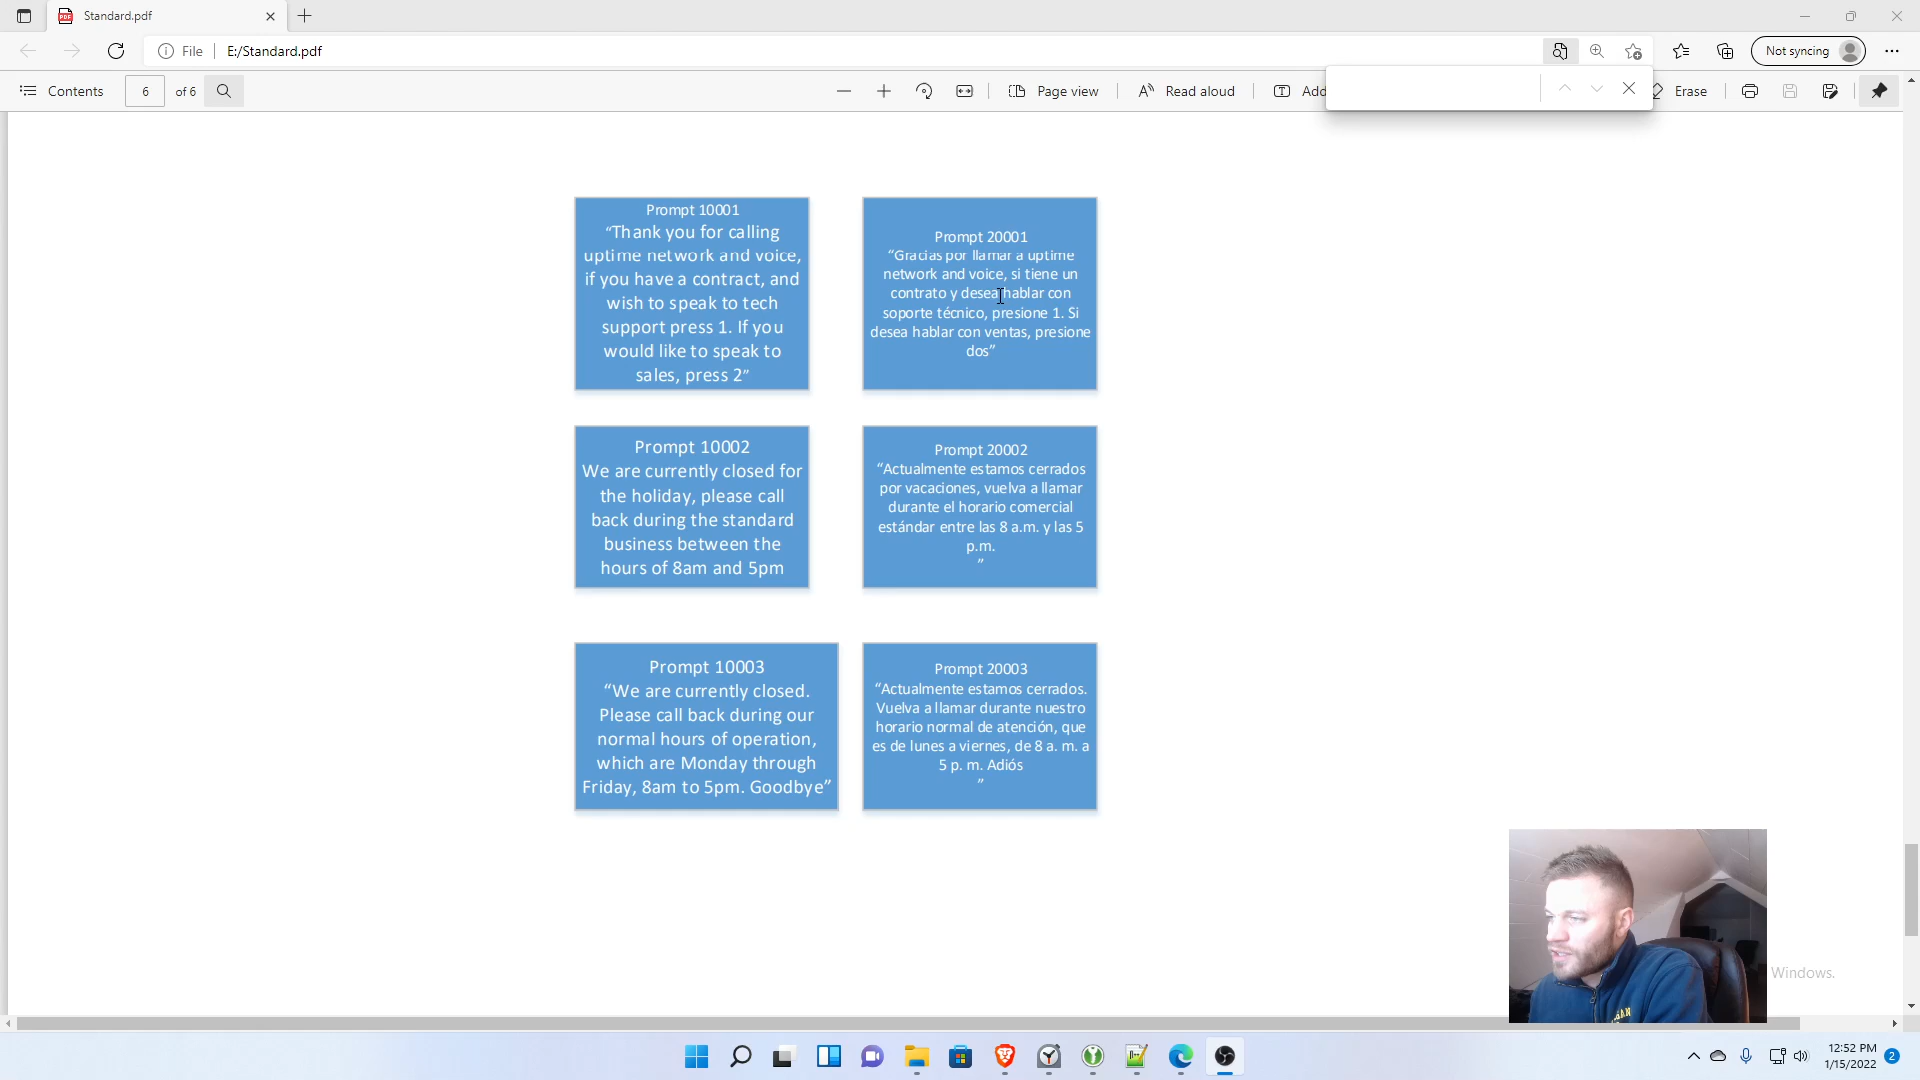 Standard.pdf
File
E:/Standard.pdf
Not syncing
Contents
6
of 6
Page view
Read aloud
Add
Erase
Prompt 10001
“Thank you for calling
uptime network and voice,
if you have a contract, and
wish to speak to tech
support press 1. If you
would like to speak to
sales, press 2”
Prompt 20001
“Gracias por llamar a uptime
network and voice, si tiene un
contrato y desea hablar con
soporte técnico, presione 1. Si
desea hablar con ventas, presione
dos”
Prompt 10002
We are currently closed for
the holiday, please call
back during the standard
business between the
hours of 8am and 5pm
Prompt 20002
“Actualmente estamos cerrados
por vacaciones, vuelva a llamar
durante el horario comercial
estándar entre las 8 a.m. y las 5
p.m.
”
Prompt 10003
“We are currently closed.
Please call back during our
normal hours of operation,
which are Monday through
Friday, 8am to 5pm. Goodbye”
Prompt 20003
“Actualmente estamos cerrados.
Vuelva a llamar durante nuestro
horario normal de atención, que
es de lunes a viernes, de 8 a. m. a
5 p. m. Adiós
”
Windows.
12:52 PM
1/15/2022
2